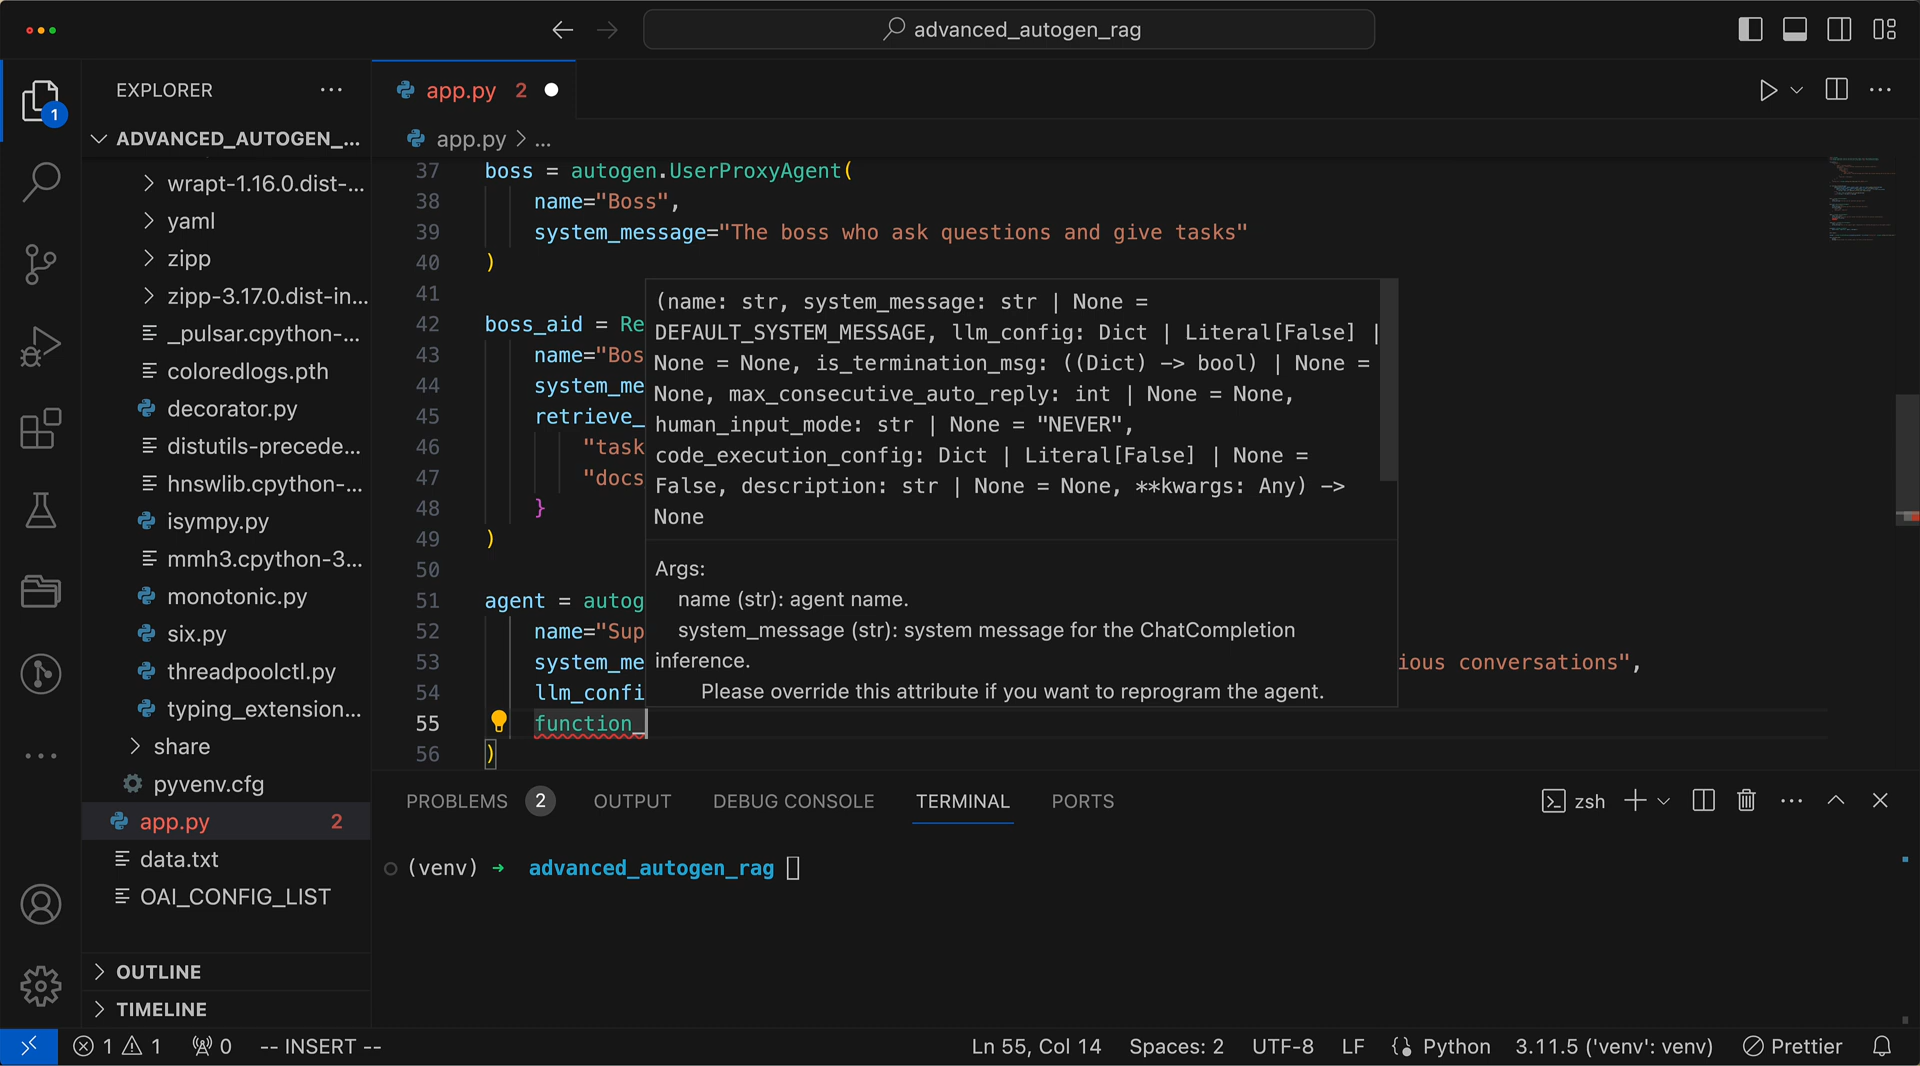 advanced_autogen_rag
1
EXPLORER
ADVANCED_AUTOGEN_...
wrapt-1.16.0.dist-...
yaml
zipp
zipp-3.17.0.dist-in...
_pulsar.cpython-...
coloredlogs.pth
decorator.py
distutils-precede...
hnswlib.cpython-...
isympy.py
mmh3.cpython-3...
monotonic.py
six.py
threadpoolctl.py
typing_extension...
share
pyvenv.cfg
app.py 2
data.txt
OAI_CONFIG_LIST
OUTLINE
TIMELINE
app.py 2
app.py > ...
37 boss = autogen.UserProxyAgent(
38 name="Boss",
39 system_message="The boss who ask questions and give tasks"
40 )
41
42 boss_aid = Re
43 name="Bos
44 system_me
45 retrieve_
46 "task
47 "docs
48 }
49 )
50
51 agent = autog
52 name="Sup
53 system_me ious conversations",
54 llm_confi
55 function_
56 )
(name: str, system_message: str | None =
DEFAULT_SYSTEM_MESSAGE, llm_config: Dict | Literal[False] |
None = None, is_termination_msg: ((Dict) -> bool) | None =
None, max_consecutive_auto_reply: int | None = None,
human_input_mode: str | None = "NEVER",
code_execution_config: Dict | Literal[False] | None =
False, description: str | None = None, **kwargs: Any) ->
None
Args:
name (str): agent name.
system_message (str): system message for the ChatCompletion
inference.
Please override this attribute if you want to reprogram the agent.
PROBLEMS 2 OUTPUT DEBUG CONSOLE TERMINAL PORTS zsh
(venv) → advanced_autogen_rag
1 1 0 -- INSERT -- Ln 55, Col 14 Spaces: 2 UTF-8 LF Python 3.11.5 ('venv': venv) Prettier